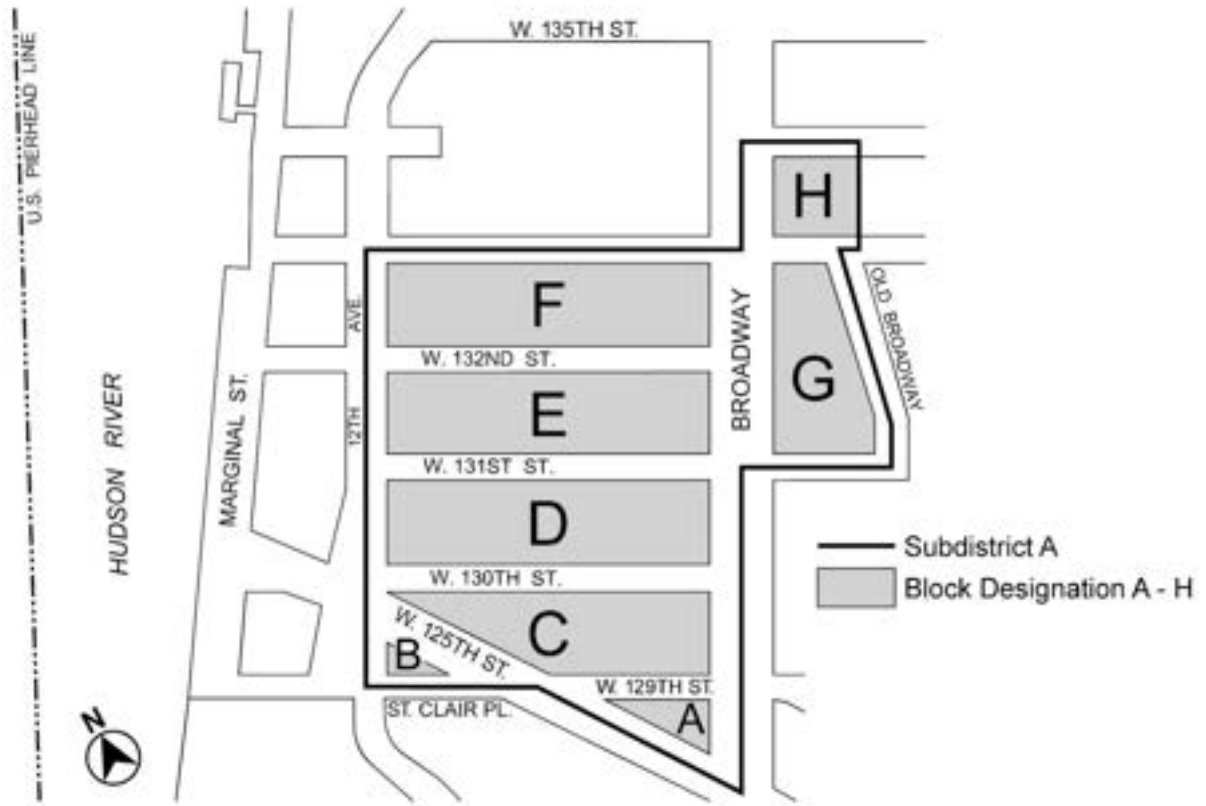 W. 135TH ST.
U.S. PIERHEAD LINE
H
F
AVE.
BROADWAY
OLD BROADWAY
W. 132ND ST.
G
HUDSON RIVER
MARGINAL ST.
12TH
E
W. 131ST ST.
D
Subdistrict A
W. 130TH ST.
Block Designation A - H
W. 125TH ST.
C
B
W. 129TH ST.
ST. CLAIR PL.
A
N